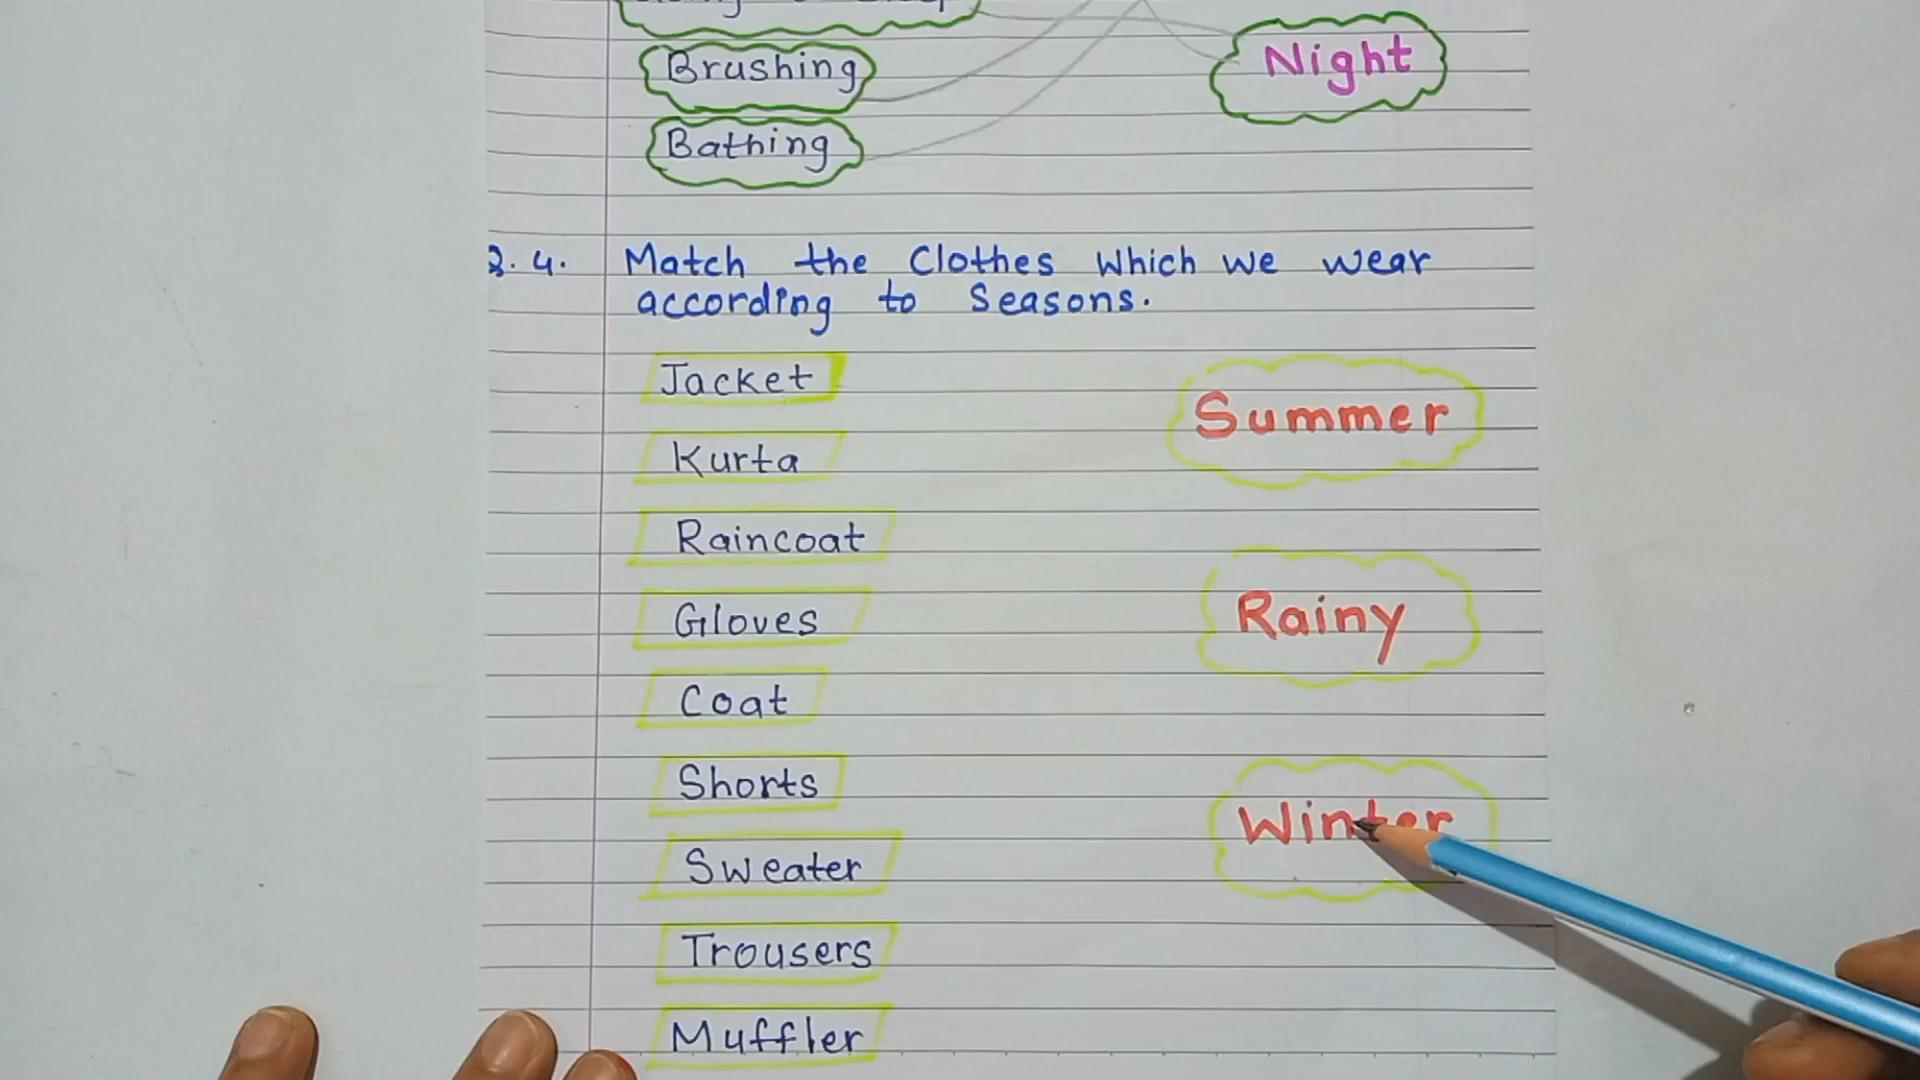 Brushing
Night
Bathing
Q.4. Match the Clothes Which we wear
according to Seasons.
Jacket
Summer
Kurta
Raincoat
Rainy
Gloves
Coat
Shorts
Winter
Sweater
Trousers
Muffler